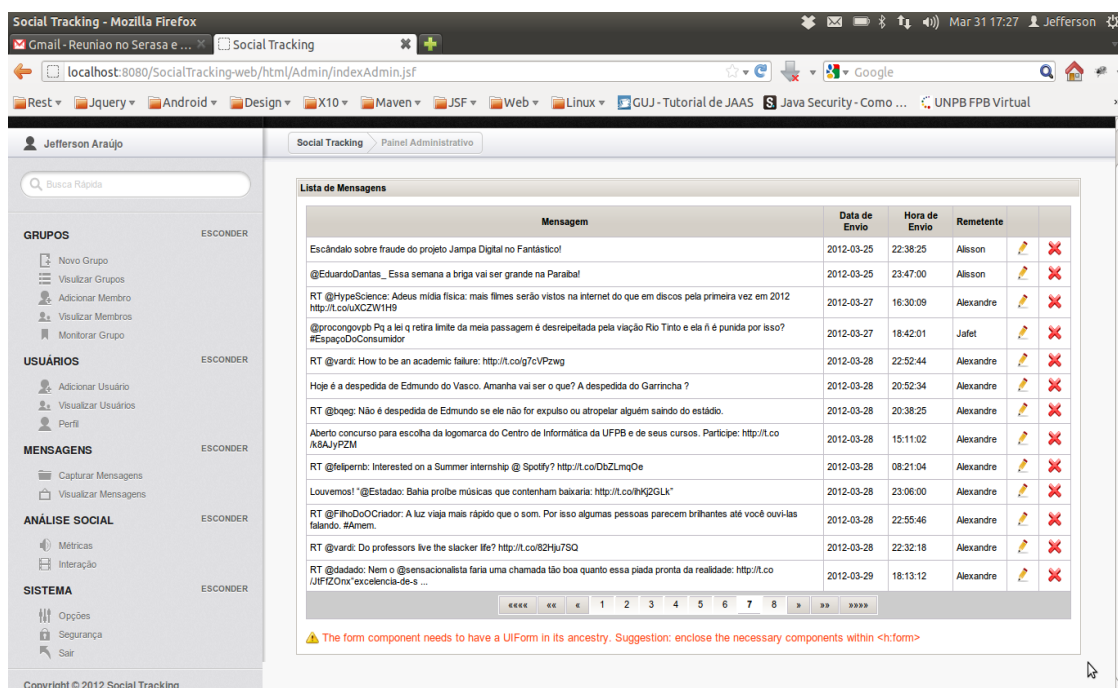 Social Tracking - Mozilla Firefox
Mar 31 17:27 Jefferson
Gmail - Reuniao no Serasa e ...
Social Tracking
localhost:8080/SocialTracking-web/html/Admin/indexAdmin.jsf
Google
Rest Jquery Android Design X10 Maven JSF Web Linux GUJ - Tutorial de JAAS Java Security - Como ... UNPB FPB Virtual
Jefferson Araújo
Social Tracking Painel Administrativo
Busca Rápida
GRUPOS ESCONDER
Novo Grupo
Visulizar Grupos
Adicionar Membro
Visulizar Membros
Monitorar Grupo
USUÁRIOS ESCONDER
Adicionar Usuário
Visualizar Usuários
Perfil
MENSAGENS ESCONDER
Capturar Mensagens
Visualizar Mensagens
ANÁLISE SOCIAL ESCONDER
Métricas
Interação
SISTEMA ESCONDER
Opções
Segurança
Sair
Copyright © 2012 Social Tracking
Lista de Mensagens
Mensagem Data de Envio Hora de Envio Remetente
Escândalo sobre fraude do projeto Jampa Digital no Fantástico! 2012-03-25 22:38:25 Alisson
@EduardoDantas_ Essa semana a briga vai ser grande na Paraiba! 2012-03-25 23:47:00 Alisson
RT @HypeScience: Adeus mídia física: mais filmes serão vistos na internet do que em discos pela primeira vez em 2012
http://t.co/uXCZW1H9 2012-03-27 16:30:09 Alexandre
@procongovpb Pq a lei q retira limite da meia passagem é desreipeitada pela viação Rio Tinto e ela ñ é punida por isso?
#EspaçoDoConsumidor 2012-03-27 18:42:01 Jafet
RT @vardi: How to be an academic failure: http://t.co/g7cVPzwg 2012-03-28 22:52:44 Alexandre
Hoje é a despedida de Edmundo do Vasco. Amanha vai ser o que? A despedida do Garrincha ? 2012-03-28 20:52:34 Alexandre
RT @bqeg: Não é despedida de Edmundo se ele não for expulso ou atropelar alguém saindo do estádio. 2012-03-28 20:38:25 Alexandre
Aberto concurso para escolha da logomarca do Centro de Informática da UFPB e de seus cursos. Participe: http://t.co
/k8AJyPZM 2012-03-28 15:11:02 Alexandre
RT @felipernb: Interested on a Summer internship @ Spotify? http://t.co/DbZLmqOe 2012-03-28 08:21:04 Alexandre
Louvemos! "@Estadao: Bahia proíbe músicas que contenham baixaria: http://t.co/ihKj2GLk" 2012-03-28 23:06:00 Alexandre
RT @FilhoDoOCriador: A luz viaja mais rápido que o som. Por isso algumas pessoas parecem brilhantes até você ouvi-las
falando. #Amem. 2012-03-28 22:55:46 Alexandre
RT @vardi: Do professors live the slacker life? http://t.co/82Hju7SQ 2012-03-28 22:32:18 Alexandre
RT @dadado: Nem o @sensacionalista faria uma chamada tão boa quanto essa piada pronta da realidade: http://t.co
/JtFfZOnx"excelencia-de-s ... 2012-03-29 18:13:12 Alexandre
«««« «« « 1 2 3 4 5 6 7 8 » »» »»»»
The form component needs to have a UIForm in its ancestry. Suggestion: enclose the necessary components within <h:form>